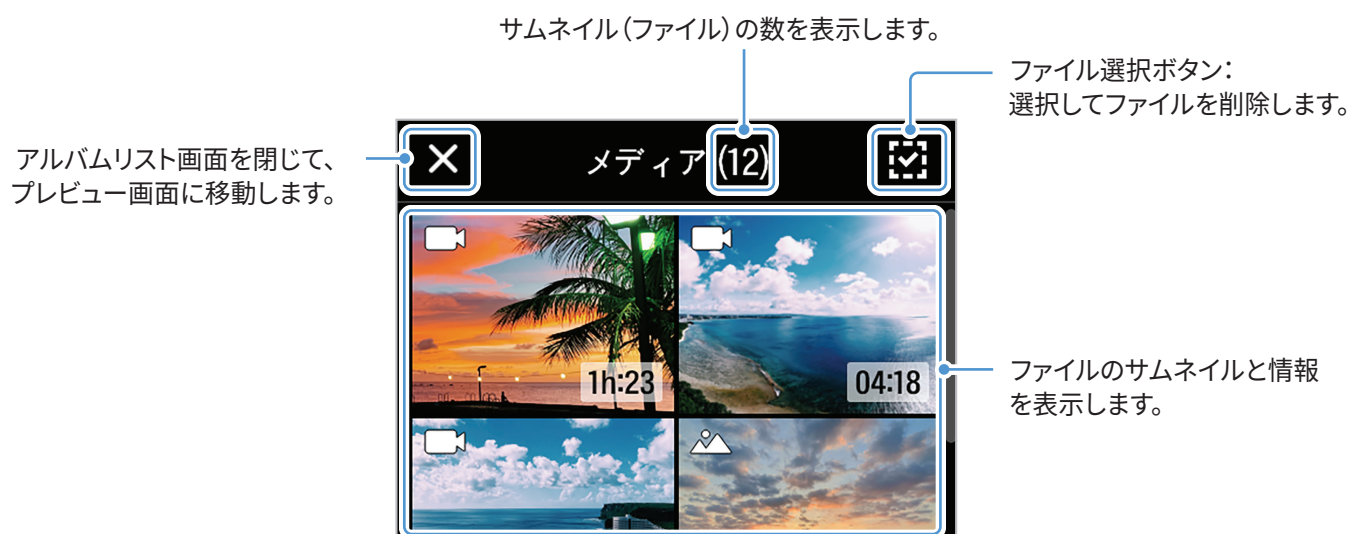 サムネイル（ファイル）の数を表示します。
ファイル選択ボタン：
選択してファイルを削除します。
アルバムリスト画面を閉じて、
プレビュー画面に移動します。
メディア (12)
1h:23
04:18
ファイルのサムネイルと情報
を表示します。